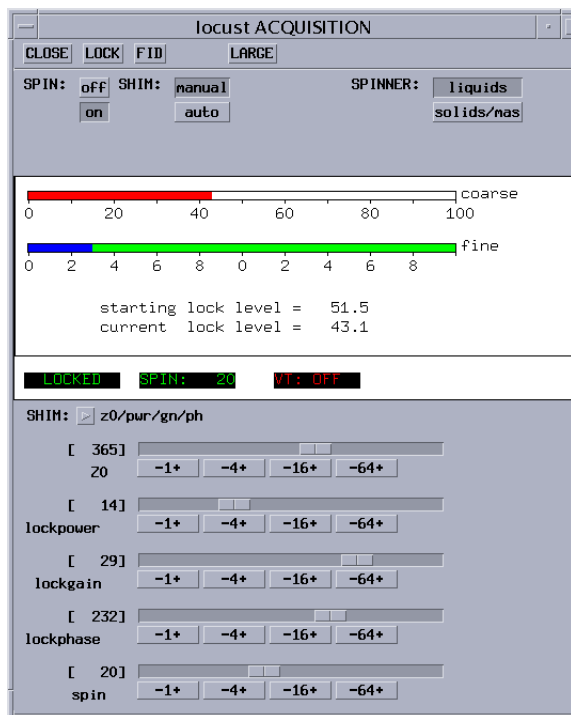 locust ACQUISITION
CLOSE LOCK FID LARGE
SPIN: off SHIM: manual SPINNER: liquids
on auto solids/mas
coarse
0 20 40 60 80 100
fine
0 2 4 6 8 0 2 4 6 8
starting lock level = 51.5
current lock level = 43.1
LOCKED SPIN: 20 VT: OFF
SHIM: z0/pwr/gn/ph
[ 365]
Z0 -1+ -4+ -16+ -64+
[ 14]
lockpower -1+ -4+ -16+ -64+
[ 29]
lockgain -1+ -4+ -16+ -64+
[ 232]
lockphase -1+ -4+ -16+ -64+
[ 20]
spin -1+ -4+ -16+ -64+